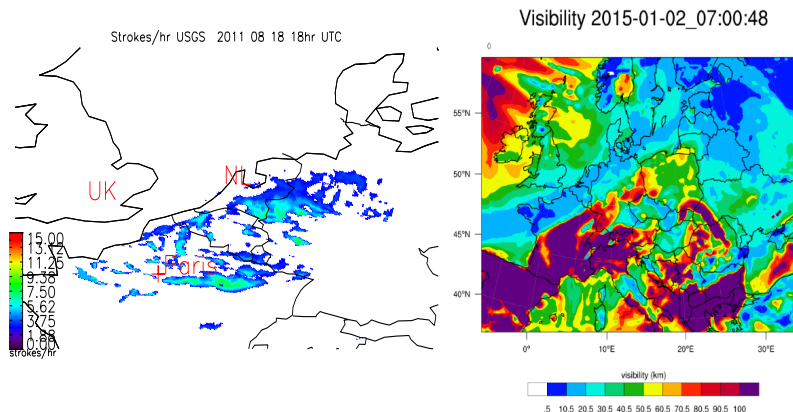 Strokes/hr USGS 2011 08 18 18hr UTC
UK
NL
Paris
15.00
13.12
11.25
9.38
7.50
5.62
3.75
1.88
0.00
strokes/hr
Visibility 2015-01-02_07:00:48
0
55°N
50°N
45°N
40°N
0°
10°E
20°E
30°E
visibility (km)
.5 10.5 20.5 30.5 40.5 50.5 60.5 70.5 80.5 90.5 100